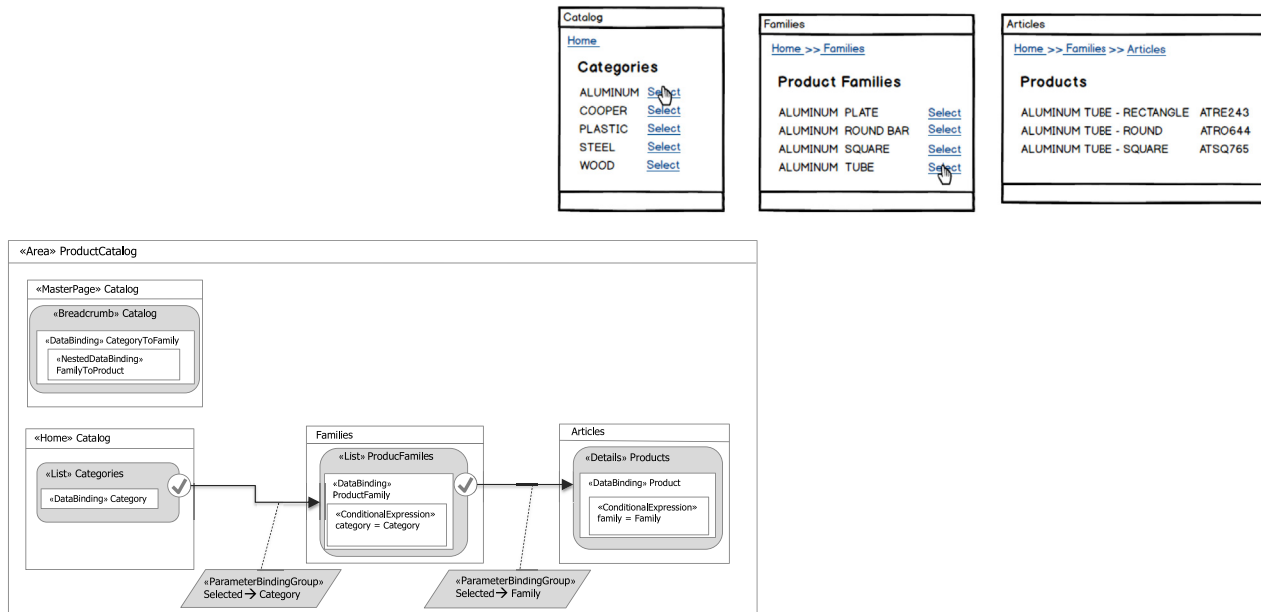 Catalog
Home
Categories
ALUMINUM Select
COOPER Select
PLASTIC Select
STEEL Select
WOOD Select
Families
Home >> Families
Product Families
ALUMINUM PLATE Select
ALUMINUM ROUND BAR Select
ALUMINUM SQUARE Select
ALUMINUM TUBE Select
Articles
Home >> Families >> Articles
Products
ALUMINUM TUBE - RECTANGLE ATRE243
ALUMINUM TUBE - ROUND ATRO644
ALUMINUM TUBE - SQUARE ATSQ765
«Area» ProductCatalog
«MasterPage» Catalog
«Breadcrumb» Catalog
«DataBinding» CategoryToFamily
«NestedDataBinding»
FamilyToProduct
«Home» Catalog
«List» Categories
«DataBinding» Category
Families
«List» ProducFamiles
«DataBinding»
ProductFamily
«ConditionalExpression»
category = Category
Articles
«Details» Products
«DataBinding» Product
«ConditionalExpression»
family = Family
«ParameterBindingGroup»
Selected → Category
«ParameterBindingGroup»
Selected → Family